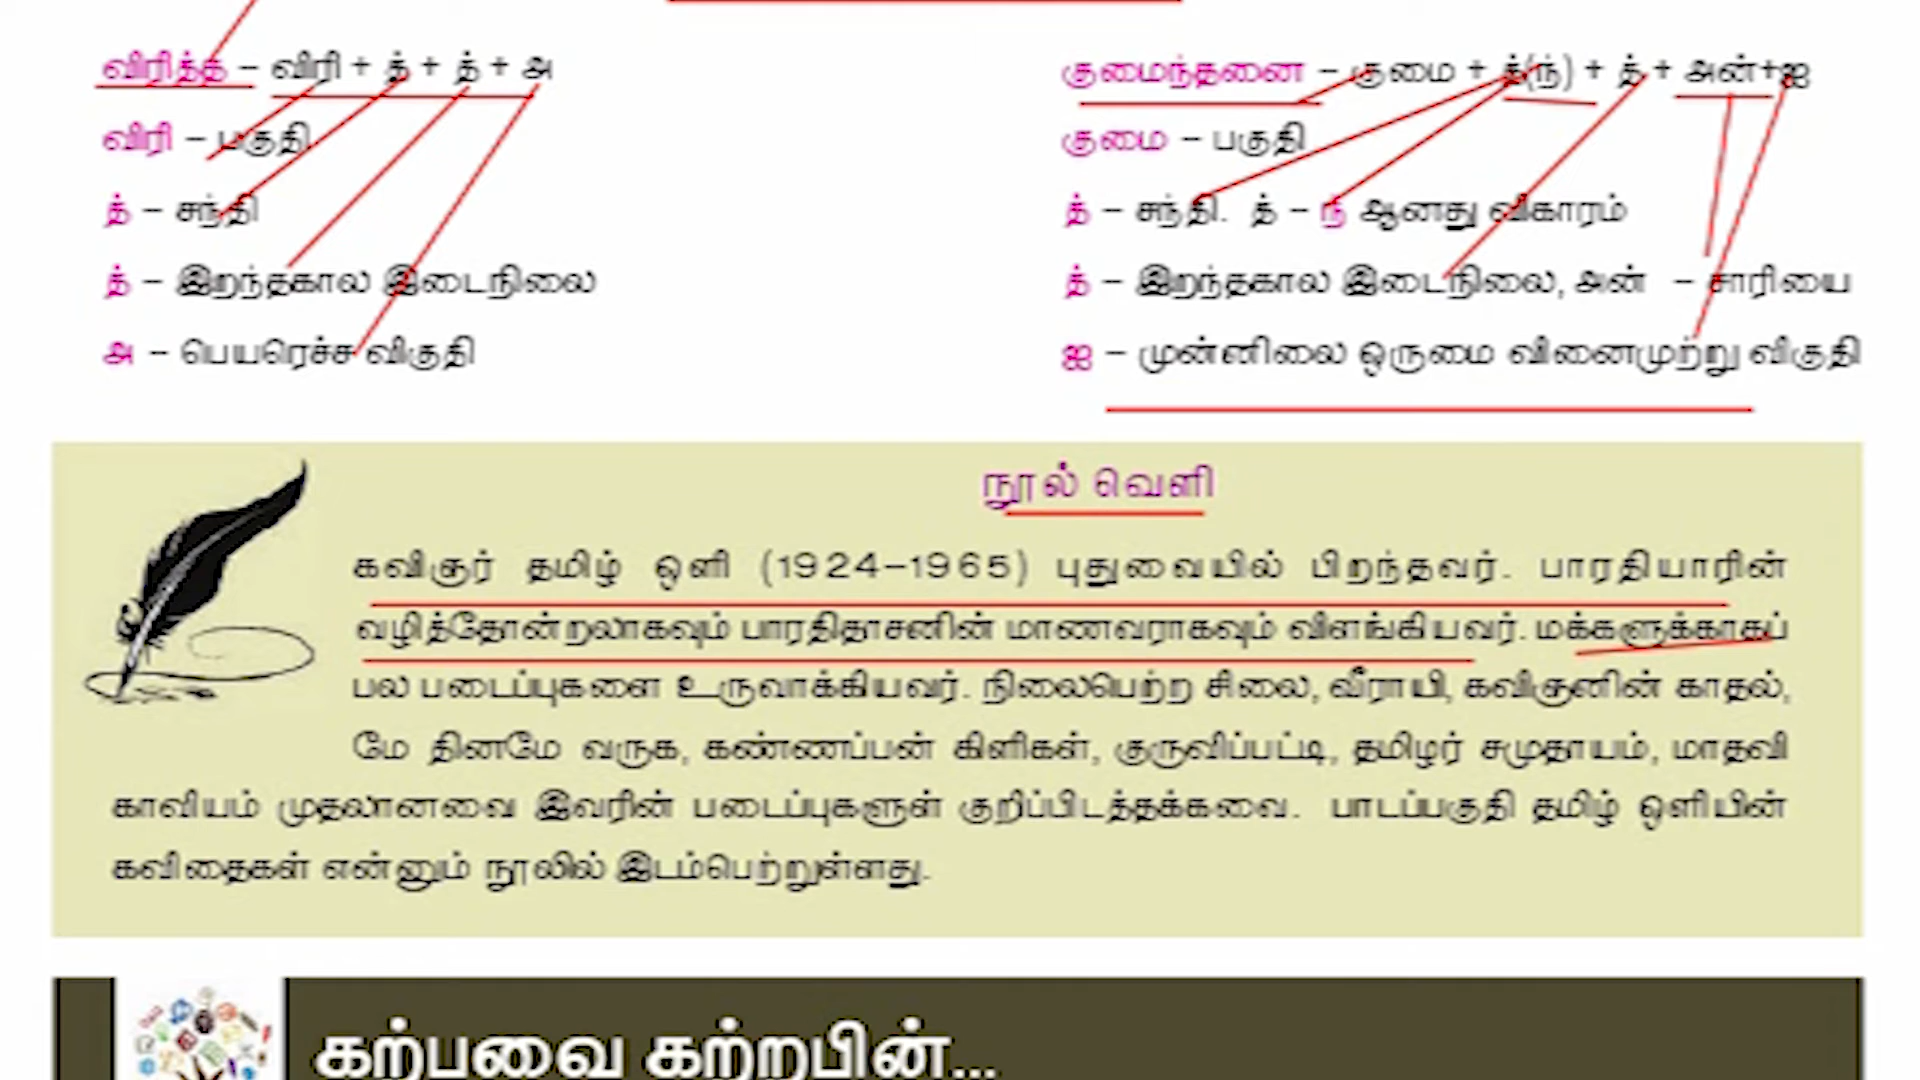 விரித்த – விரி + த் + த் + அ
விரி – பகுதி
த் – சந்தி
த் – இறந்தகால இடைநிலை
அ – பெயரெச்ச விகுதி
குமைந்தனை – குமை + த்(ந்) + த் + அன்+ஐ
குமை – பகுதி
த் – சந்தி. த் – ந் ஆனது விகாரம்
த் – இறந்தகால இடைநிலை, அன் – சாரியை
ஐ – முன்னிலை ஒருமை வினைமுற்று விகுதி
நூல் வெளி
கவிஞர் தமிழ் ஒளி (1924–1965) புதுவையில் பிறந்தவர். பாரதியாரின்
வழித்தோன்றலாகவும் பாரதிதாசனின் மாணவராகவும் விளங்கியவர். மக்களுக்காகப்
பல படைப்புகளை உருவாக்கியவர். நிலைபெற்ற சிலை, வீராயி, கவிஞனின் காதல்,
மே தினமே வருக, கண்ணப்பன் கிளிகள், குருவிப்பட்டி, தமிழர் சமுதாயம், மாதவி
காவியம் முதலானவை இவரின் படைப்புகளுள் குறிப்பிடத்தக்கவை. பாடப்பகுதி தமிழ் ஒளியின்
கவிதைகள் என்னும் நூலில் இடம்பெற்றுள்ளது.
கற்பவை கற்றபின்...